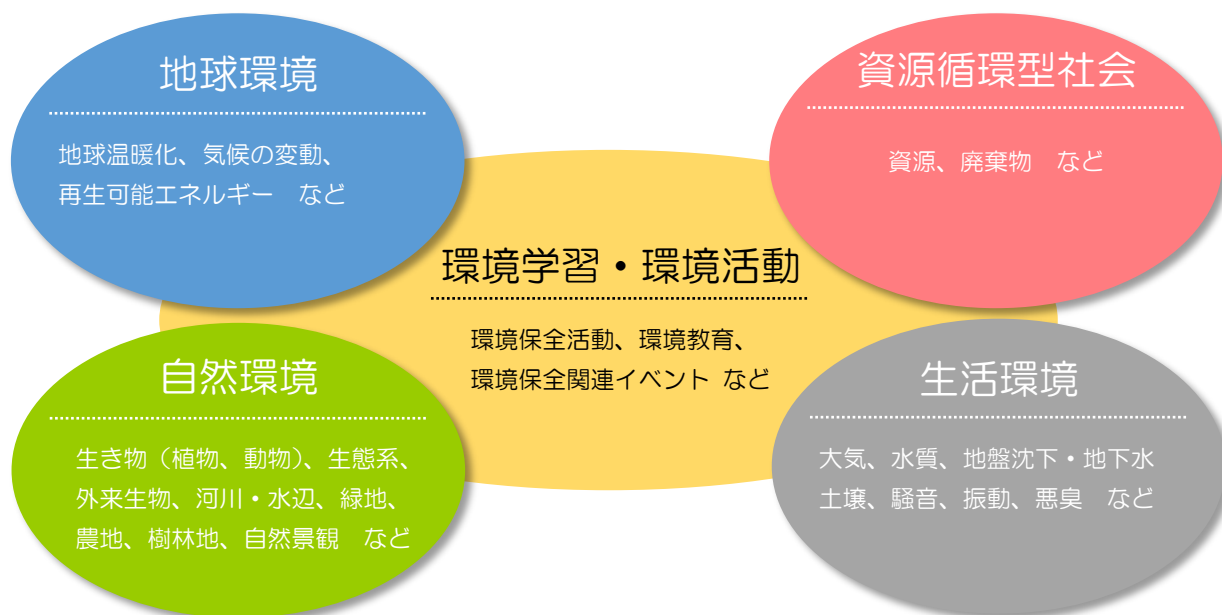 地球環境
地球温暖化、気候の変動、
再生可能エネルギー　など
資源循環型社会
資源、廃棄物　など
環境学習・環境活動
環境保全活動、環境教育、
環境保全関連イベント など
自然環境
生き物（植物、動物）、生態系、
外来生物、河川・水辺、緑地、
農地、樹林地、自然景観　など
生活環境
大気、水質、地盤沈下・地下水
土壌、騒音、振動、悪臭　など